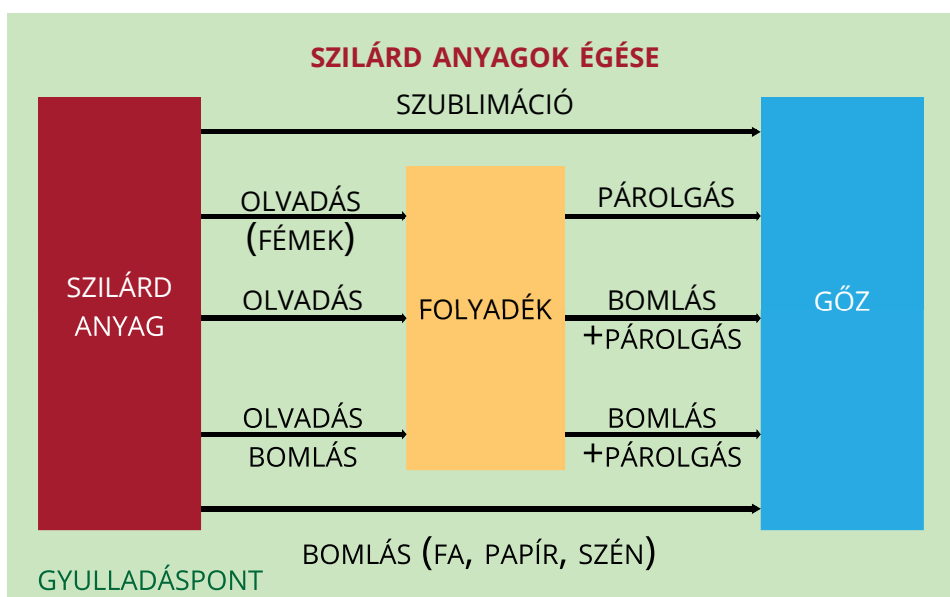 SZILÁRD ANYAGOK ÉGÉSE
SZUBLIMÁCIÓ
OLVADÁS
(FÉMEK)
PÁROLGÁS
SZILÁRD
ANYAG
OLVADÁS
FOLYADÉK
BOMLÁS
+PÁROLGÁS
GŐZ
OLVADÁS
BOMLÁS
BOMLÁS
+PÁROLGÁS
BOMLÁS (FA, PAPÍR, SZÉN)
GYULLADÁSPONT